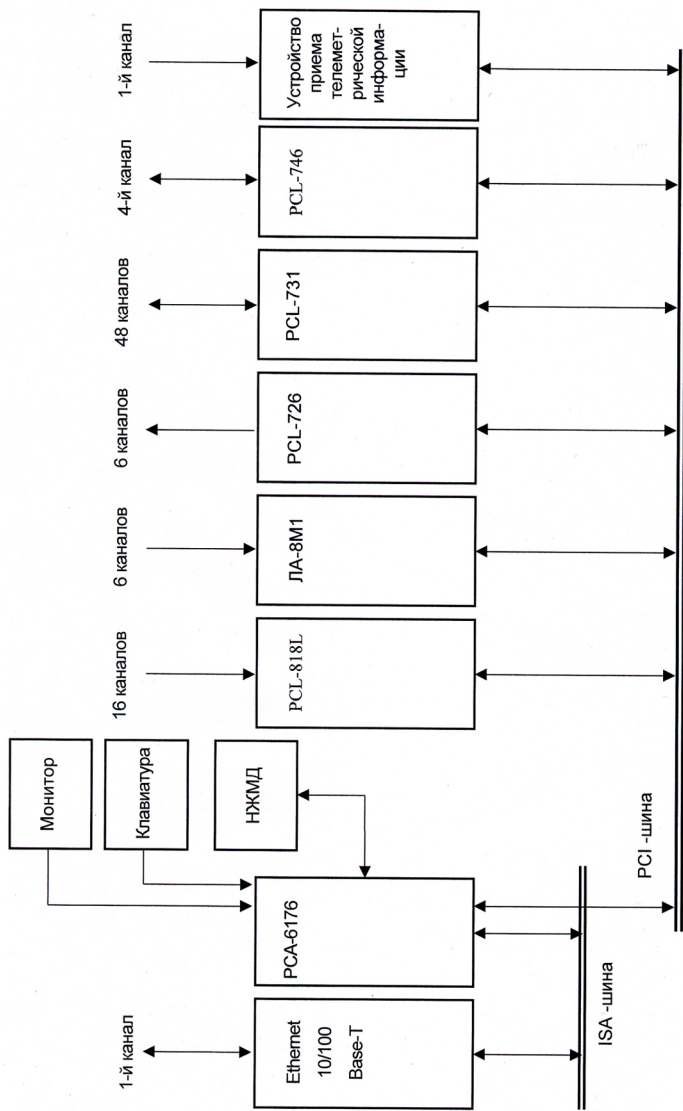 1-й канал
Ethernet
10/100
Base-T
PCA-6176
Монитор
Клавиатура
НЖМД
16 каналов
PCL-818L
6 каналов
ЛА-8М1
6 каналов
PCL-726
48 каналов
PCL-731
4-й канал
PCL-746
1-й канал
Устройство
приема
телемет-
рической
информа-
ции
ISA -шина
PCI -шина